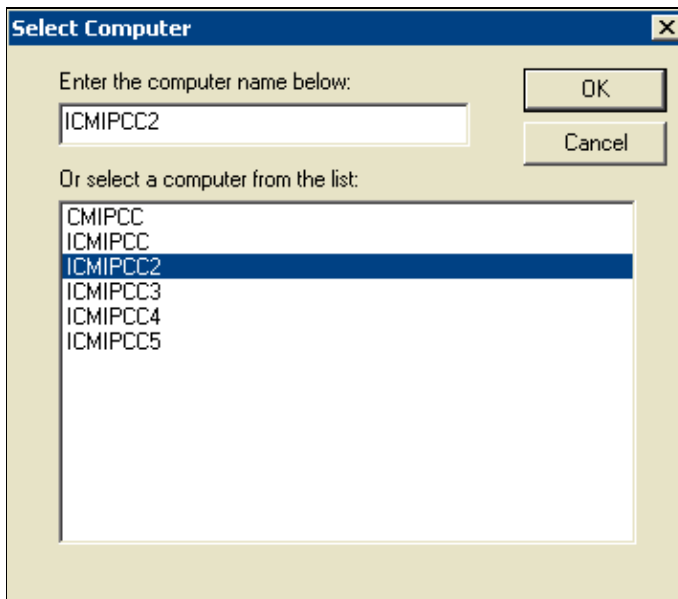 Select Computer
Enter the computer name below:
OK
ICMIPCC2
Cancel
Or select a computer from the list:
CMIPCC
ICMIPCC
ICMIPCC2
ICMIPCC3
ICMIPCC4
ICMIPCC5